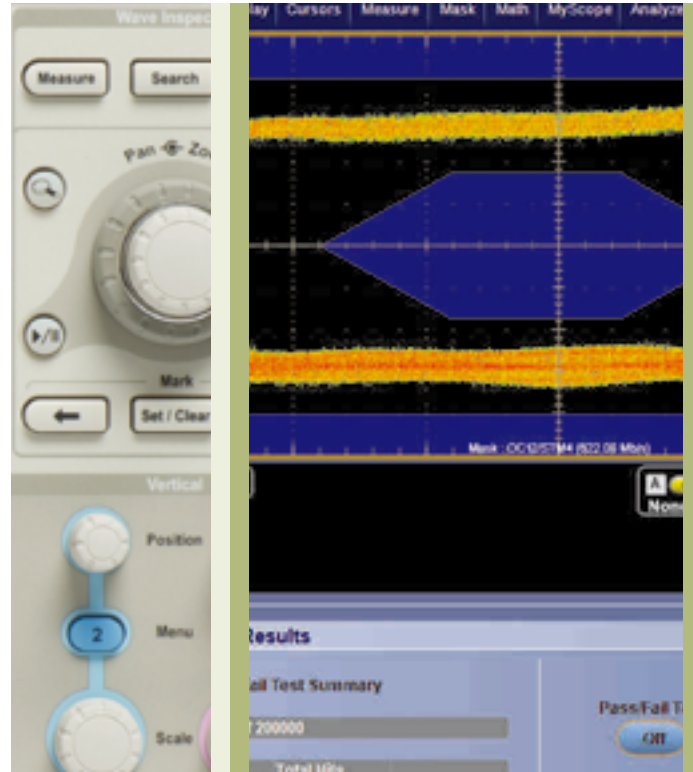 Wave Inspec
Measure Search
Pan Zo
Mark
Set / Clear
Vertical
Position
2
Menu
Scale
lay Cursors Measure Mask Math MyScope Analyze
Mask : OC12/STM4 (622.08 Mb/s)
A
None
Results
ail Test Summary
200000
Total Hits
Pass/Fail T
Off